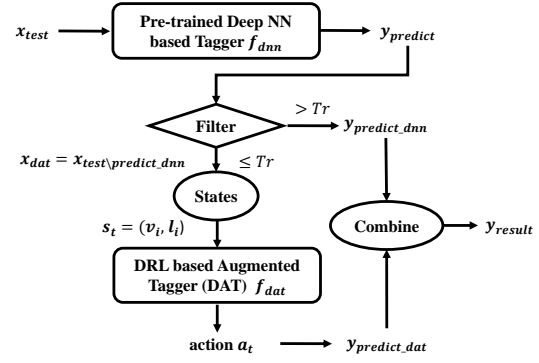 x_test
Pre-trained Deep NN
based Tagger f_dnn
y_predict
Filter
> Tr
y_predict_dnn
x_dat = x_test\predict_dnn
≤ Tr
States
s_t = (v_i, l_i)
Combine
y_result
DRL based Augmented
Tagger (DAT) f_dat
action a_t
y_predict_dat